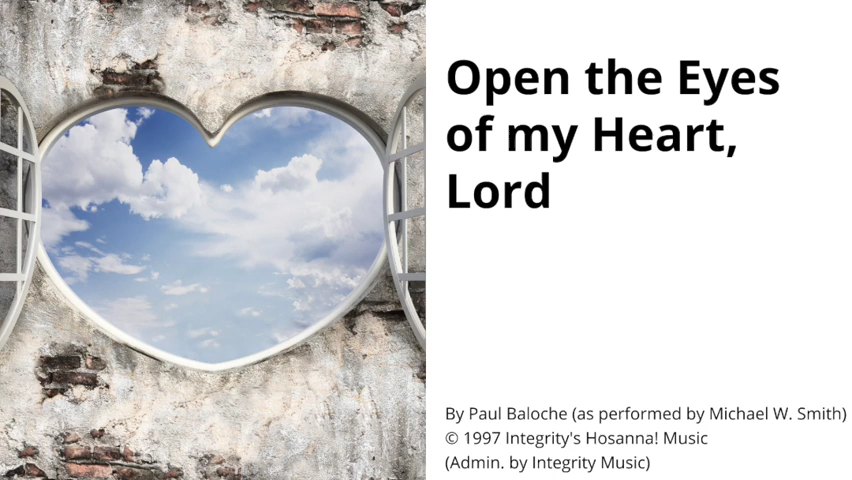 Open the Eyes
of my Heart,
Lord
By Paul Baloche (as performed by Michael W. Smith)
© 1997 Integrity's Hosanna! Music
(Admin. by Integrity Music)